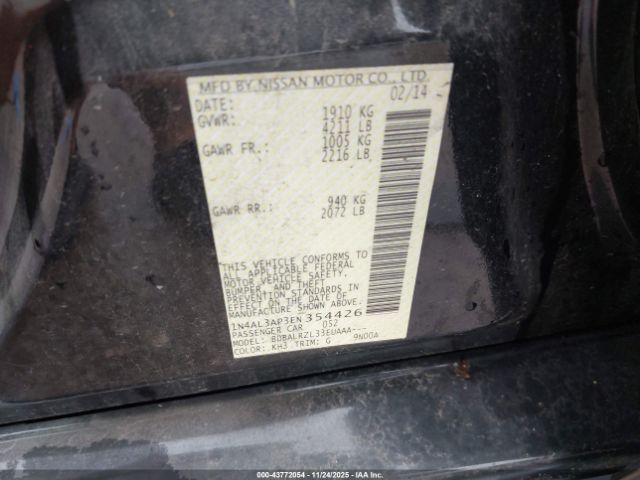 MFD BY NISSAN MOTOR CO., LTD.
DATE: 02/14
GVWR: 1910 KG
4211 LB
GAWR FR.: 1005 KG
2216 LB
GAWR RR.: 940 KG
2072 LB
THIS VEHICLE CONFORMS TO
ALL APPLICABLE FEDERAL
MOTOR VEHICLE SAFETY,
BUMPER, AND THEFT
PREVENTION STANDARDS IN
EFFECT ON THE DATE OF
MANUFACTURE SHOWN ABOVE.
1N4AL3AP3EN354426
PASSENGER CAR 052
MODEL: BDBALRZL33EUAAA---
COLOR: KH3 TRIM: G 9N00A
000-43772054 - 11/24/2025 - IAAI.COM